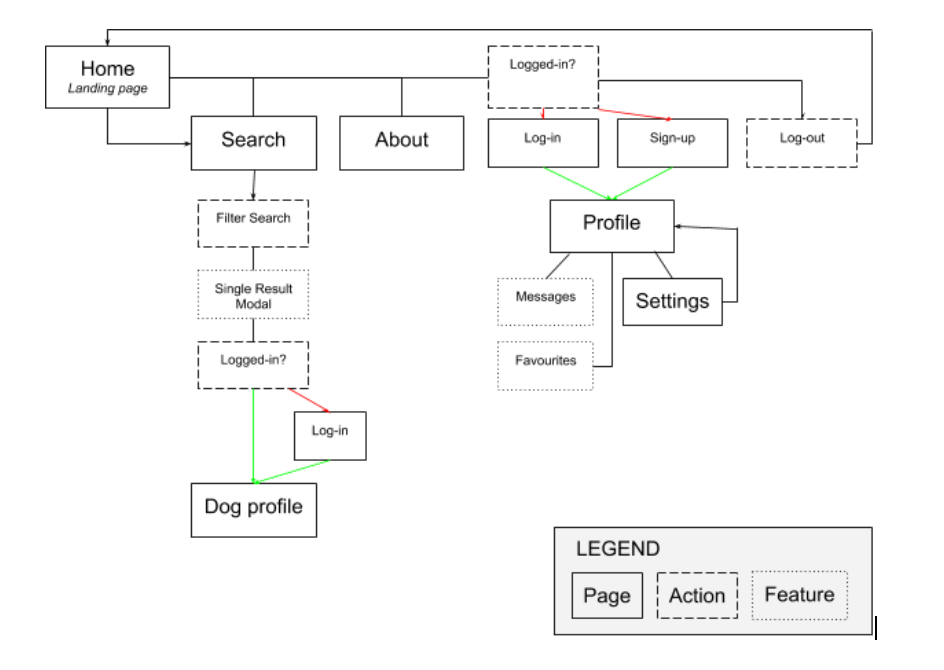 Home
Landing page
Logged-in?
Search
About
Log-in
Sign-up
Log-out
Filter Search
Profile
Single Result
Modal
Messages
Settings
Logged-in?
Favourites
Log-in
Dog profile
LEGEND
Page
Action
Feature